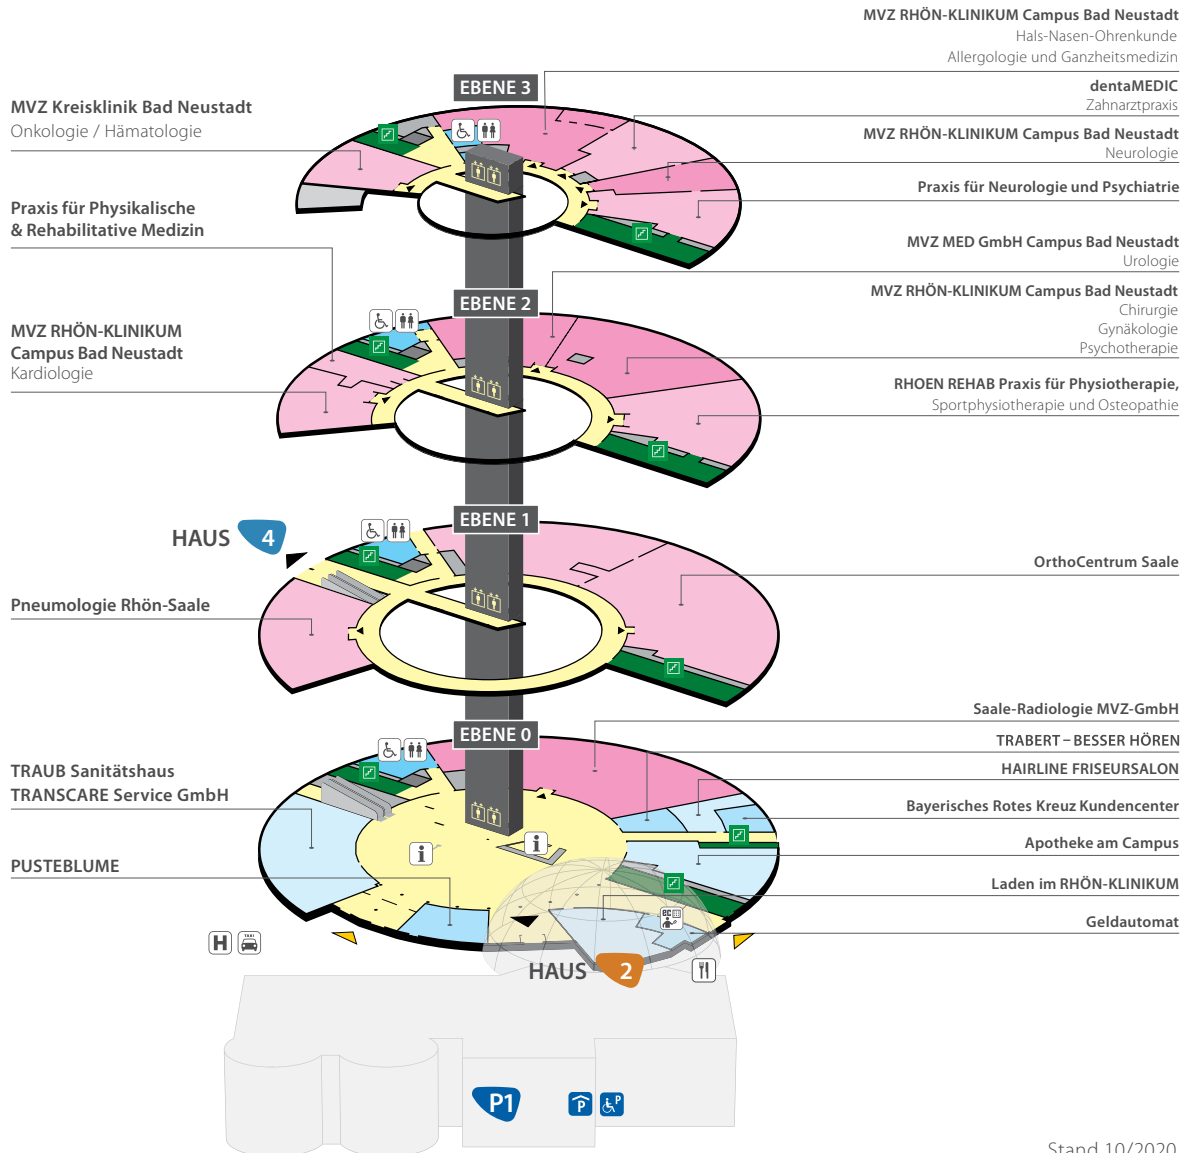 MVZ RHÖN-KLINIKUM Campus Bad Neustadt
Hals-Nasen-Ohrenkunde
Allergologie und Ganzheitsmedizin
EBENE 3
dentaMEDIC
Zahnarztpraxis
MVZ Kreisklinik Bad Neustadt
Onkologie / Hämatologie
MVZ RHÖN-KLINIKUM Campus Bad Neustadt
Neurologie
Praxis für Neurologie und Psychiatrie
Praxis für Physikalische
& Rehabilitative Medizin
MVZ MED GmbH Campus Bad Neustadt
Urologie
EBENE 2
MVZ RHÖN-KLINIKUM Campus Bad Neustadt
Chirurgie
Gynäkologie
Psychotherapie
MVZ RHÖN-KLINIKUM
Campus Bad Neustadt
Kardiologie
RHOEN REHAB Praxis für Physiotherapie,
Sportphysiotherapie und Osteopathie
EBENE 1
HAUS 4
OrthoCentrum Saale
Pneumologie Rhön-Saale
Saale-Radiologie MVZ-GmbH
EBENE 0
TRABERT – BESSER HÖREN
HAIRLINE FRISEURSALON
TRAUB Sanitätshaus
TRANSCARE Service GmbH
Bayerisches Rotes Kreuz Kundencenter
Apotheke am Campus
i
i
PUSTEBLUME
Laden im RHÖN-KLINIKUM
EC
Geldautomat
H
TAXI
HAUS 2
P1
P
P
Stand 10/2020